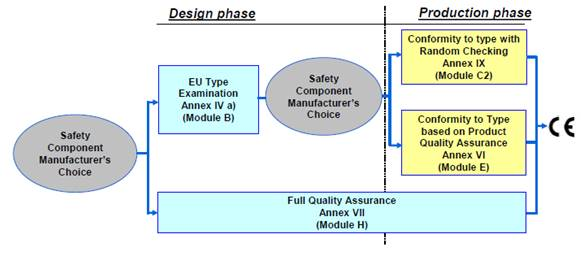 Design phase
Production phase
Safety
Component
Manufacturer's
Choice
EU Type
Examination
Annex IV a)
(Module B)
Safety
Component
Manufacturer's
Choice
Conformity to type with
Random Checking
Annex IX
(Module C2)
Conformity to Type
based on Product
Quality Assurance
Annex VI
(Module E)
Full Quality Assurance
Annex VII
(Module H)
CE